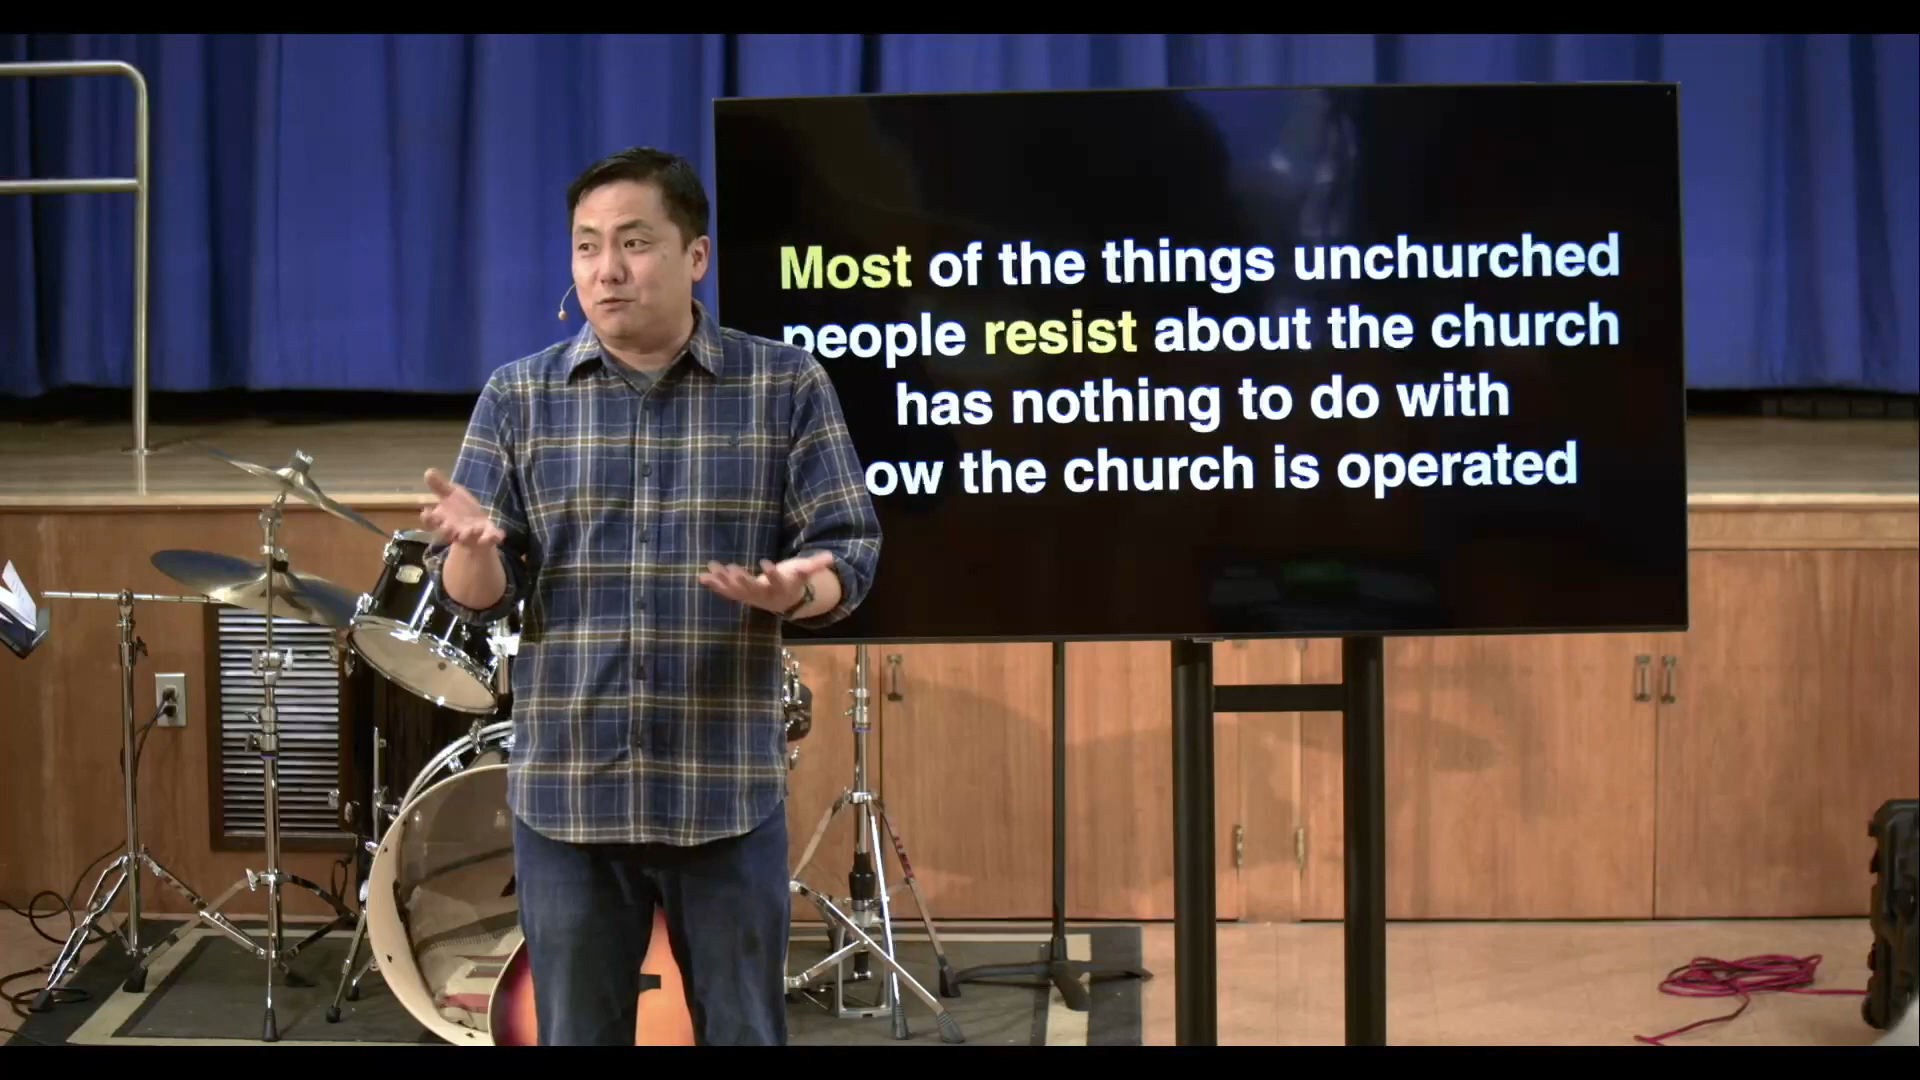 Most of the things unchurched
people resist about the church
has nothing to do with
ow the church is operated